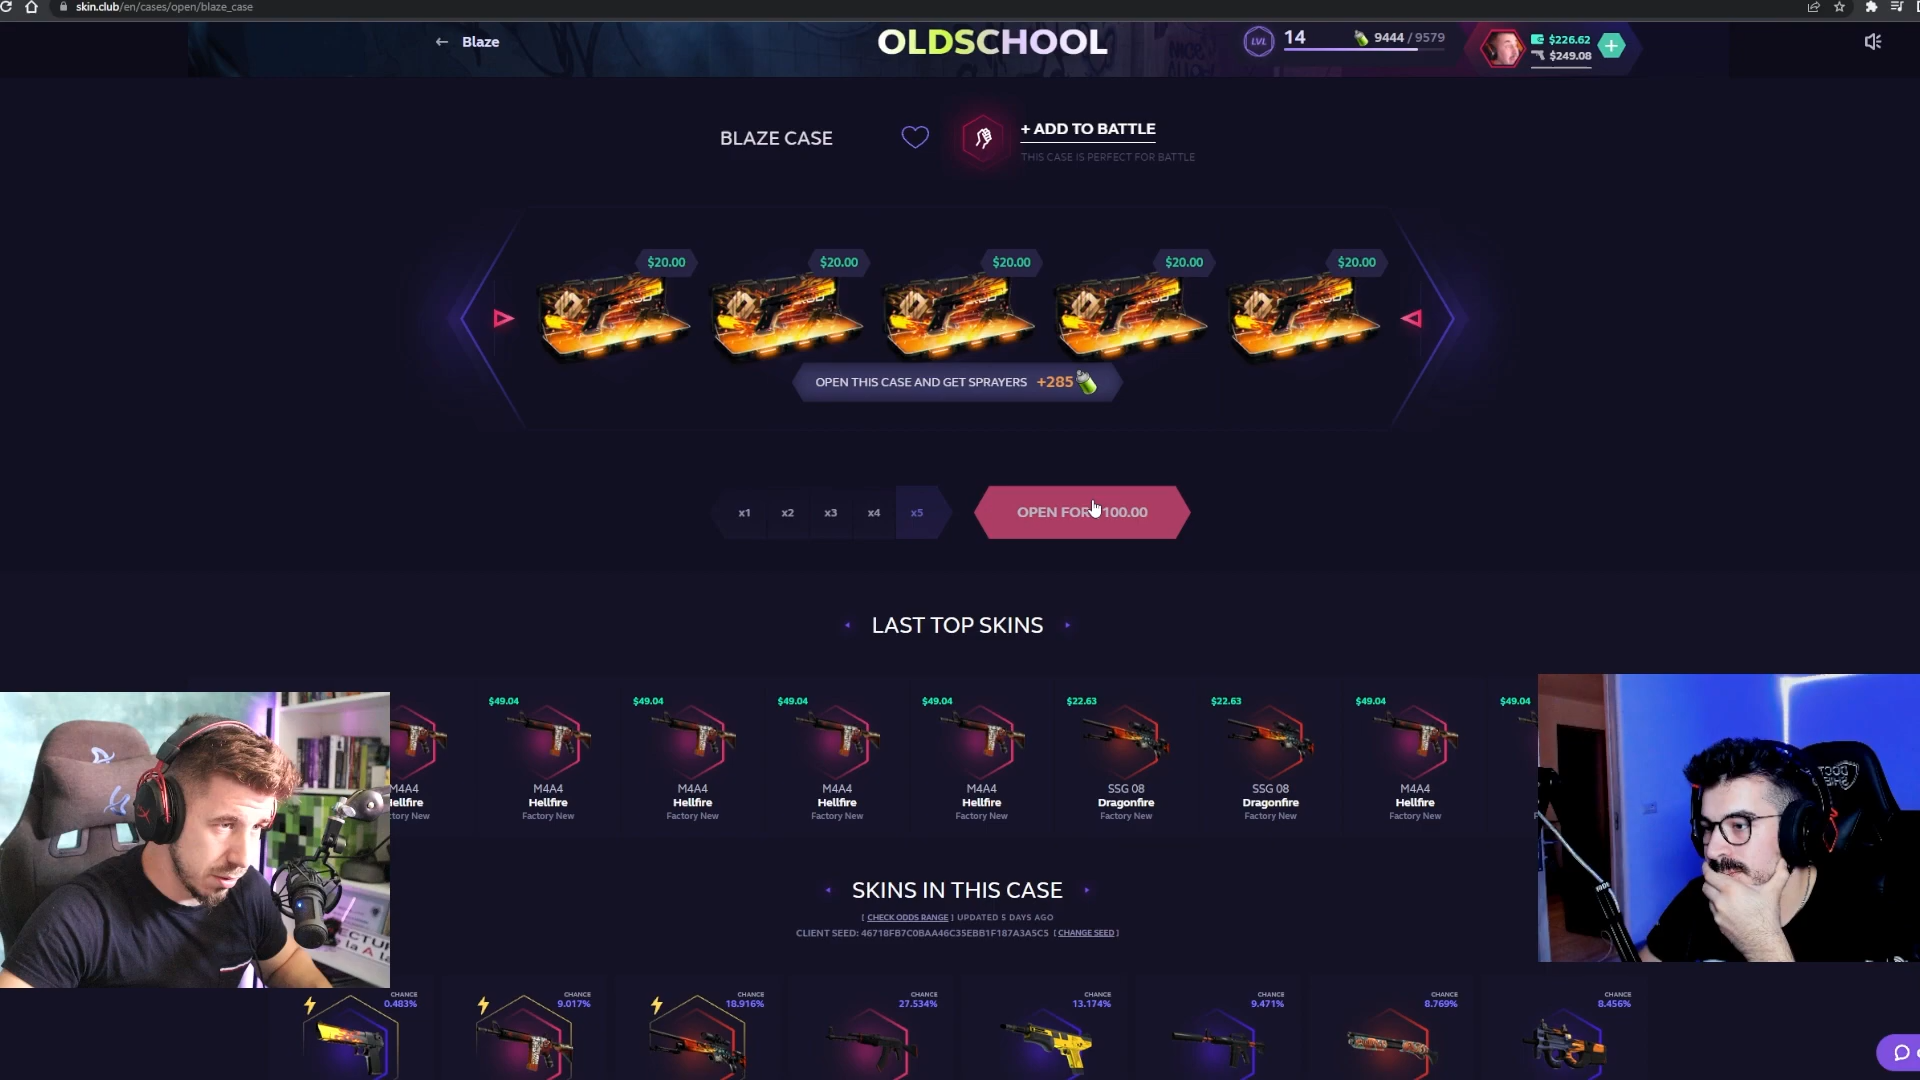 skin.club/en/cases/open/blaze_case
Blaze
OLDSCHOOL
LVL
14
9444 / 9579
$226.62
$249.08
BLAZE CASE
+ ADD TO BATTLE
THIS CASE IS PERFECT FOR BATTLE
$20.00
$20.00
$20.00
$20.00
$20.00
OPEN THIS CASE AND GET SPRAYERS +285
x1 x2 x3 x4 x5
OPEN FOR 100.00
LAST TOP SKINS
$49.04 $49.04 $49.04 $49.04 $22.63 $22.63 $49.04 $49.04
M4A4 M4A4 M4A4 M4A4 M4A4 SSG 08 SSG 08 M4A4
Hellfire Hellfire Hellfire Hellfire Hellfire Dragonfire Dragonfire Hellfire
tory New Factory New Factory New Factory New Factory New Factory New Factory New Factory New
SKINS IN THIS CASE
[ CHECK ODDS RANGE ] UPDATED 5 DAYS AGO
CLIENT SEED: 46718FB7C0BAA46C35EBB1F187A3A5C5 [ CHANGE SEED ]
CHANCE CHANCE CHANCE CHANCE CHANCE CHANCE CHANCE CHANCE
0.483% 9.017% 18.916% 27.534% 13.174% 9.471% 8.769% 8.456%